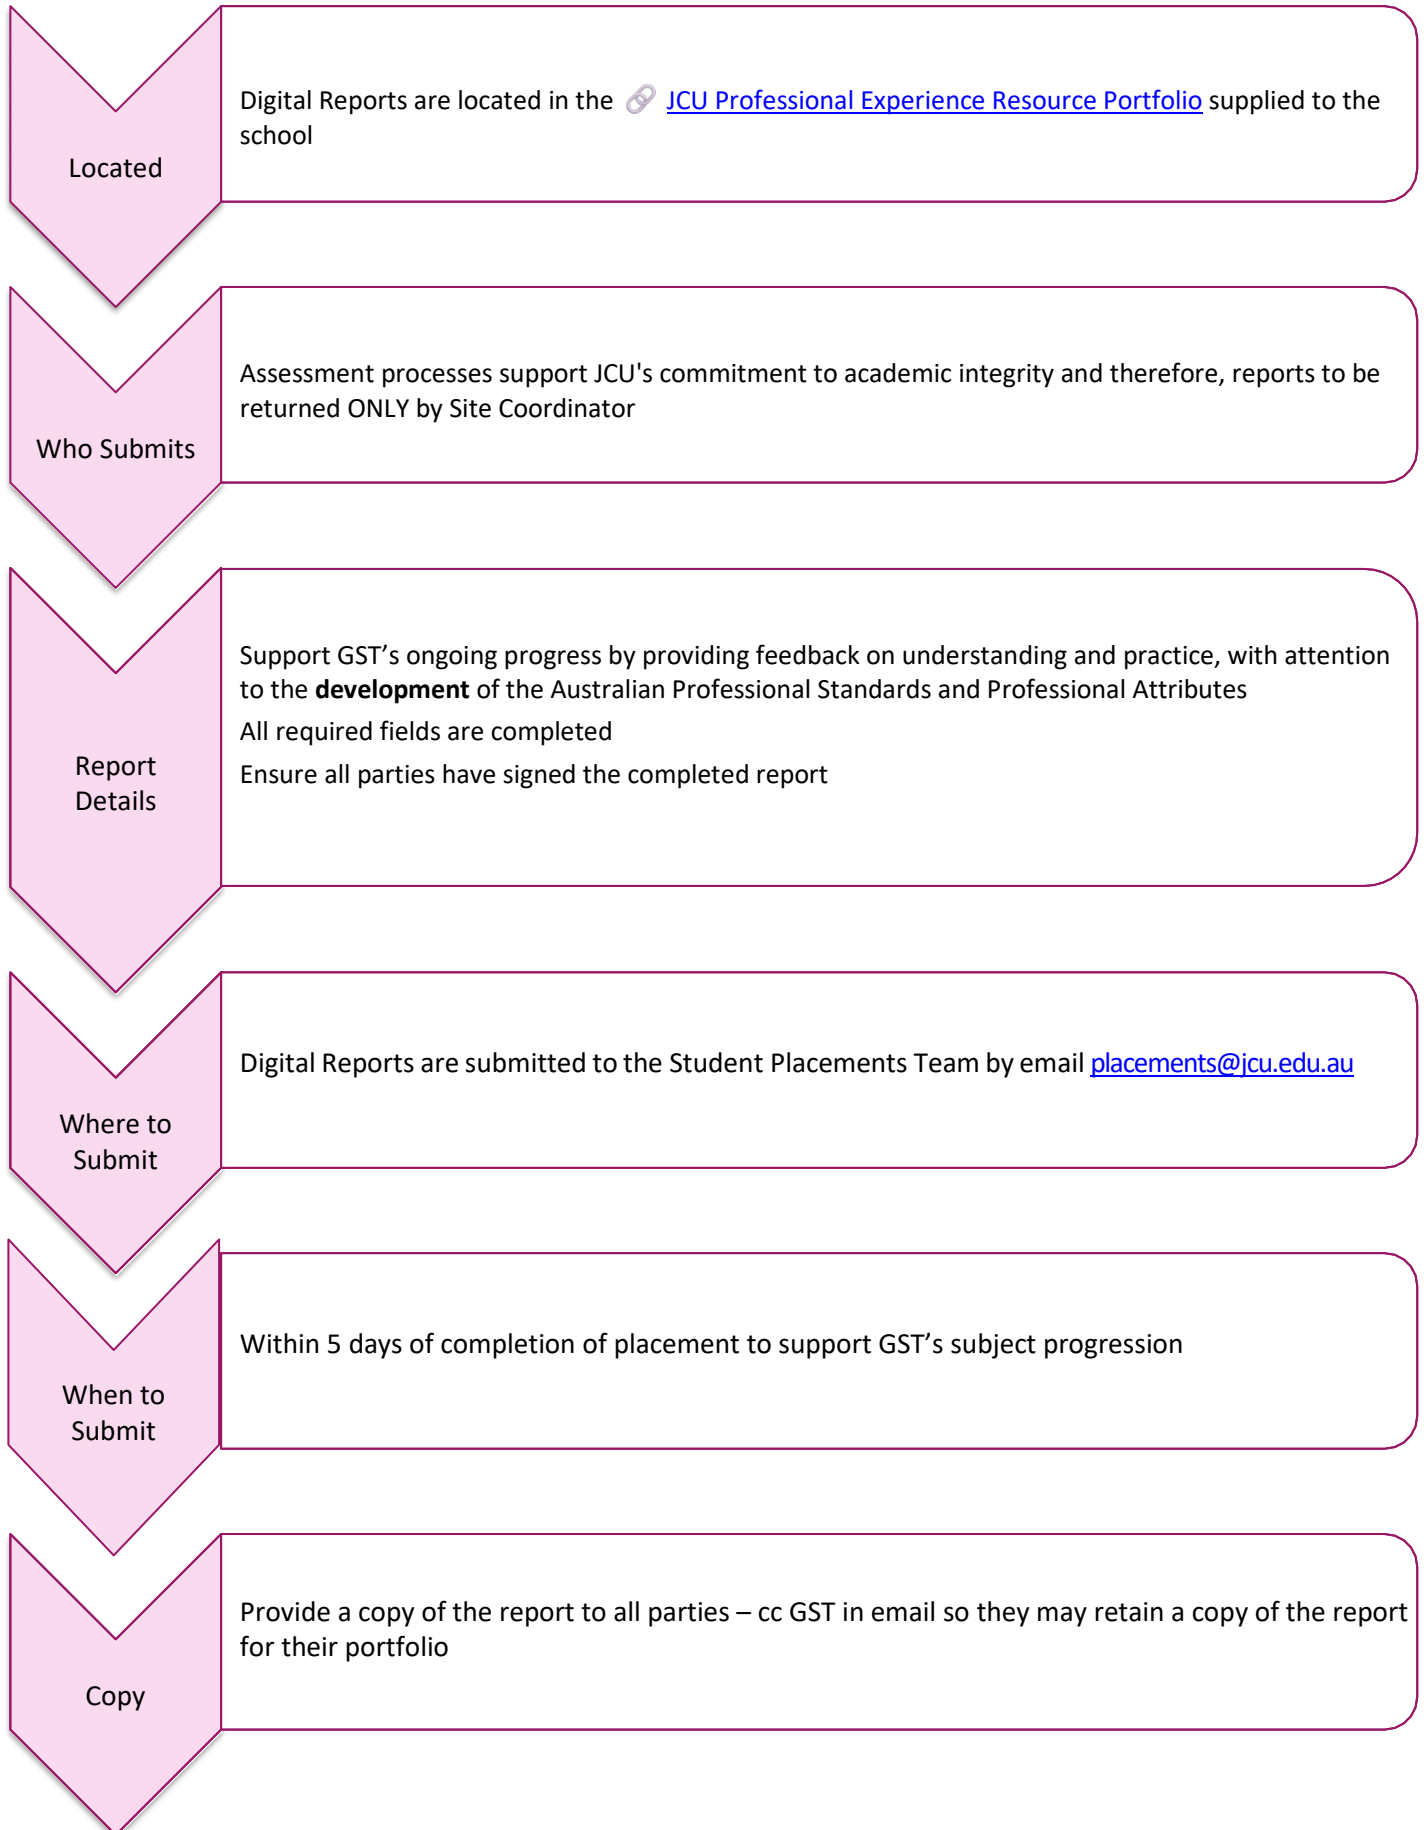 Located
Digital Reports are located in the JCU Professional Experience Resource Portfolio supplied to the
school
Who Submits
Assessment processes support JCU's commitment to academic integrity and therefore, reports to be
returned ONLY by Site Coordinator
Report
Details
Support GST’s ongoing progress by providing feedback on understanding and practice, with attention
to the development of the Australian Professional Standards and Professional Attributes
All required fields are completed
Ensure all parties have signed the completed report
Where to
Submit
Digital Reports are submitted to the Student Placements Team by email placements@jcu.edu.au
When to
Submit
Within 5 days of completion of placement to support GST’s subject progression
Copy
Provide a copy of the report to all parties – cc GST in email so they may retain a copy of the report
for their portfolio